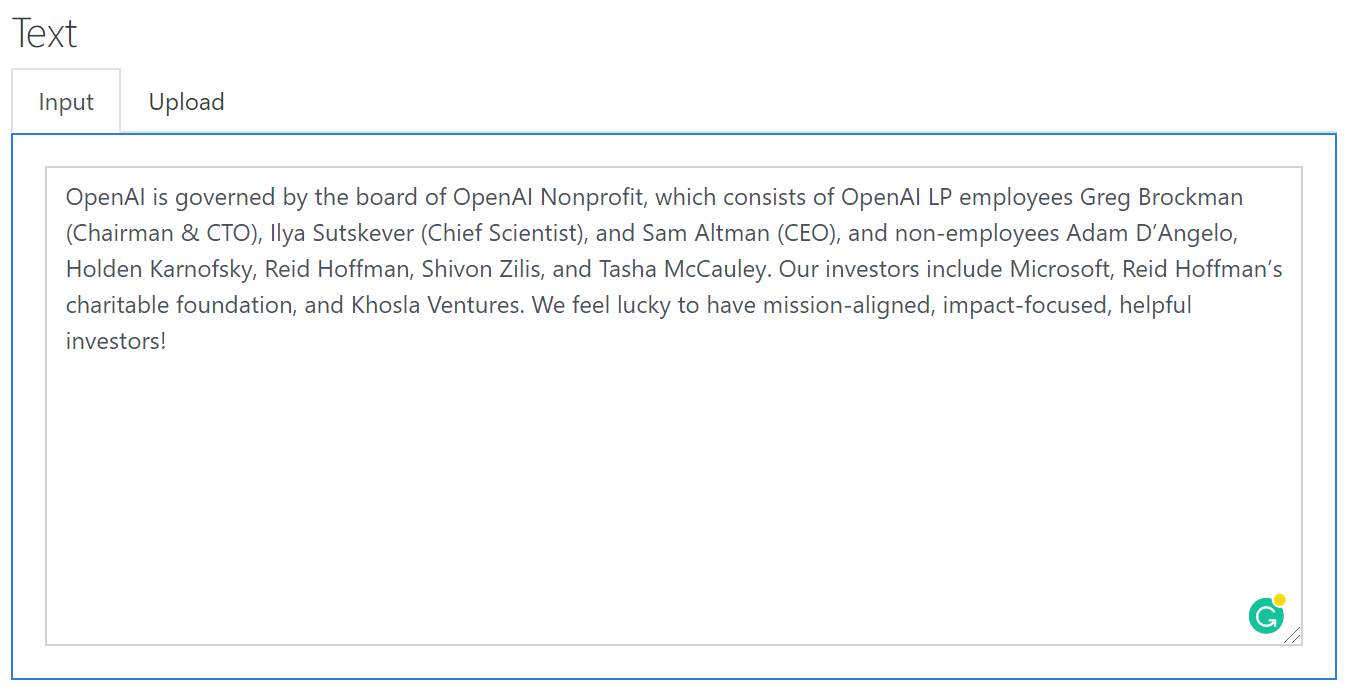 Text
Input Upload
OpenAI is governed by the board of OpenAI Nonprofit, which consists of OpenAI LP employees Greg Brockman
(Chairman & CTO), Ilya Sutskever (Chief Scientist), and Sam Altman (CEO), and non-employees Adam D’Angelo,
Holden Karnofsky, Reid Hoffman, Shivon Zilis, and Tasha McCauley. Our investors include Microsoft, Reid Hoffman’s
charitable foundation, and Khosla Ventures. We feel lucky to have mission-aligned, impact-focused, helpful
investors!